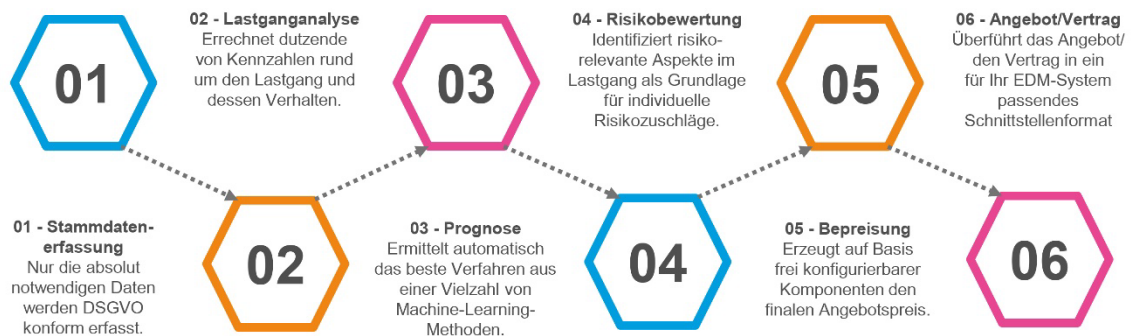 01
01 - Stammdaten-
erfassung
Nur die absolut
notwendigen Daten
werden DSGVO
konform erfasst.
02 - Lastganganalyse
Errechnet dutzende
von Kennzahlen rund
um den Lastgang und
dessen Verhalten.
02
03
03 - Prognose
Ermittelt automatisch
das beste Verfahren aus
einer Vielzahl von
Machine-Learning-
Methoden.
04 - Risikobewertung
Identifiziert risiko-
relevante Aspekte im
Lastgang als Grundlage
für individuelle
Risikozuschläge.
04
05
05 - Bepreisung
Erzeugt auf Basis
frei konfigurierbarer
Komponenten den
finalen Angebotspreis.
06 - Angebot/Vertrag
Überführt das Angebot/
den Vertrag in ein
für Ihr EDM-System
passendes
Schnittstellenformat
06